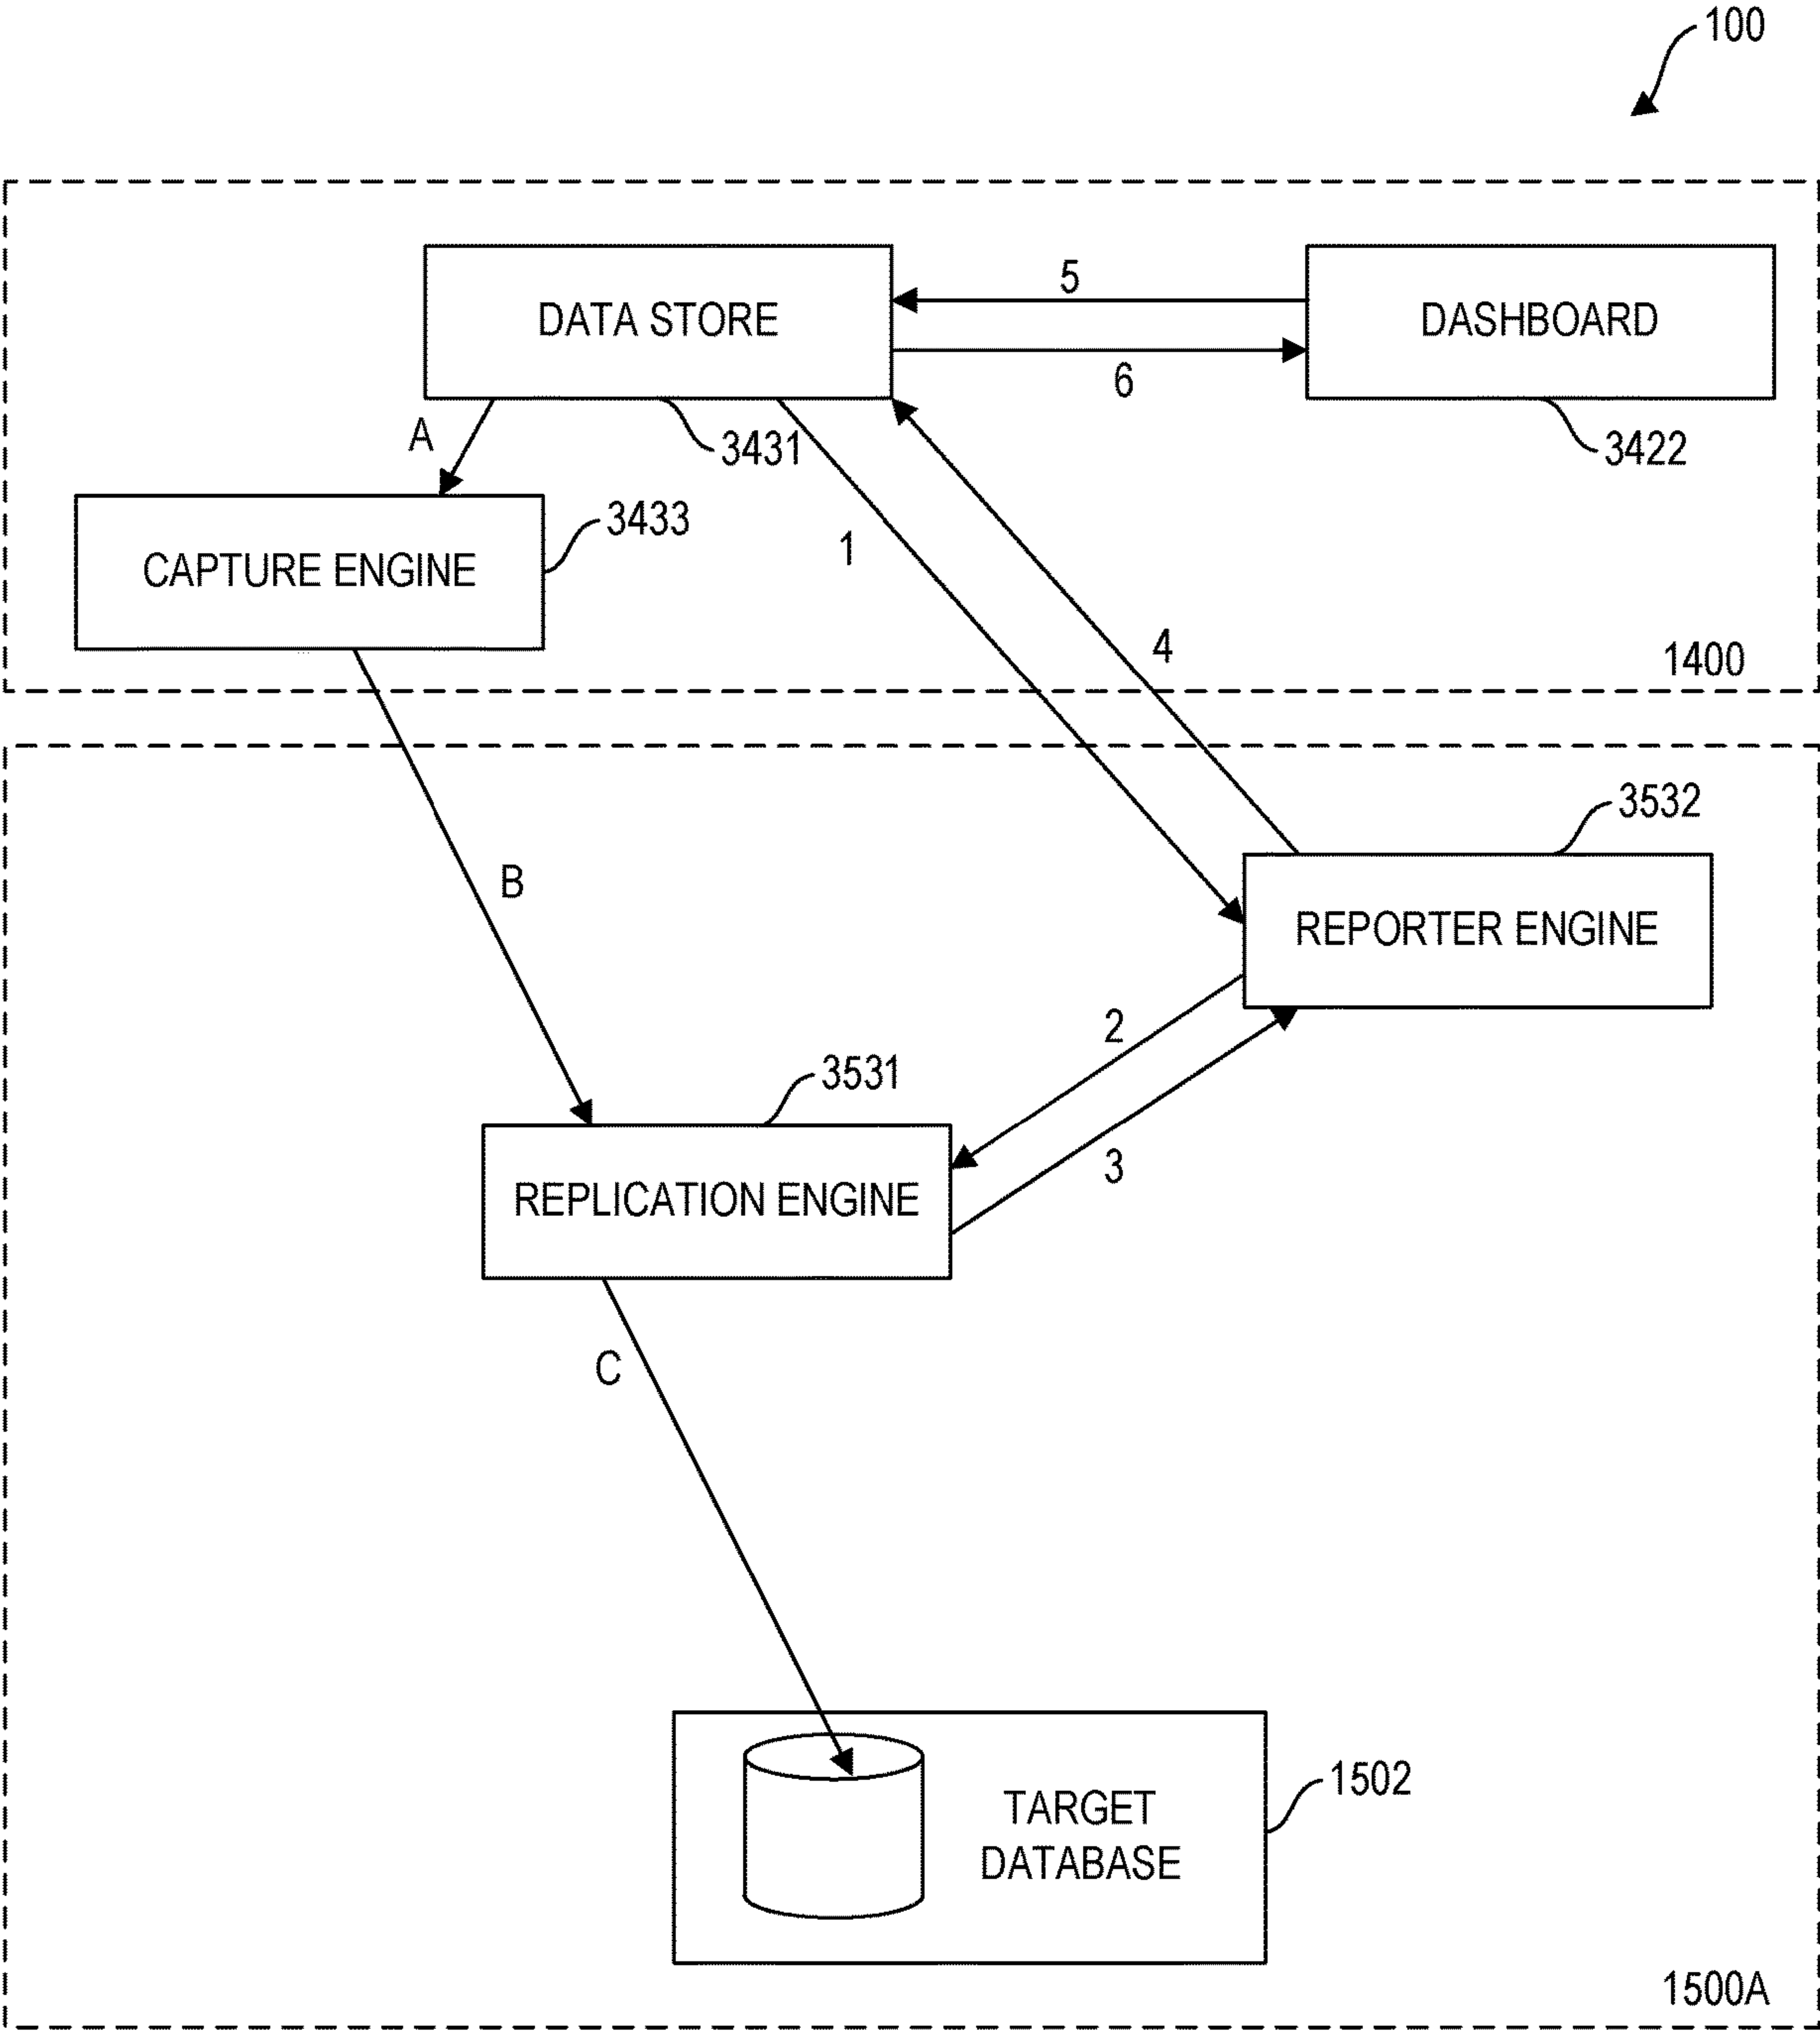 100
DATA STORE
5
6
DASHBOARD
A
3431
3422
3433
CAPTURE ENGINE
1
4
1400
3532
B
REPORTER ENGINE
2
3531
3
REPLICATION ENGINE
C
1502
TARGET
DATABASE
1500A